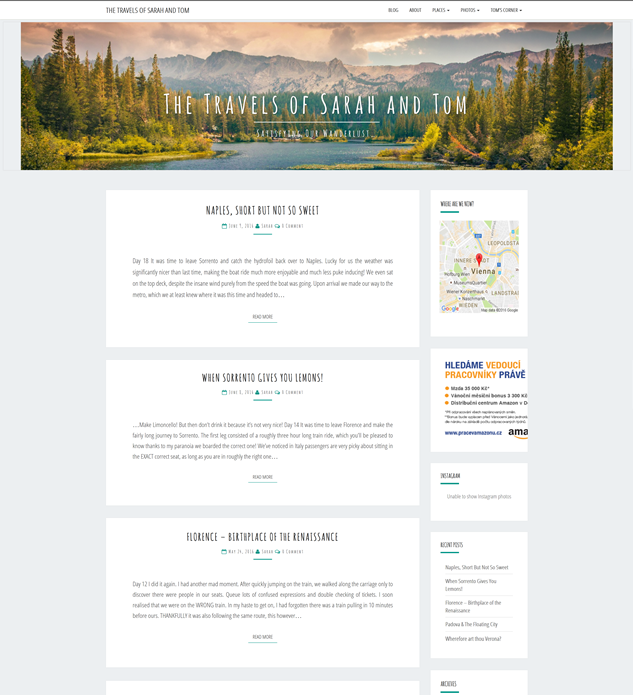 THE TRAVELS OF SARAH AND TOM
BLOG ABOUT PLACES PHOTOS TOM'S CORNER
The Travels of Sarah and Tom
Satisfying Our Wanderlust
NAPLES, SHORT BUT NOT SO SWEET
Sarah 0 Comment
Day 18 It was time to leave Sorrento and catch the hydrofoil back over to Naples. Lucky for us the weather was
significantly nicer than last time, making the boat ride much more enjoyable and much less puke inducing! We even sat
on the top deck, despite the insane wind purely from the speed the boat was going. Upon arrival we made our way to the
metro, which we at least knew where it was this time and headed to…
READ MORE
WHEN SORRENTO GIVES YOU LEMONS!
Sarah 0 Comment
…Make Limoncello! But then don't drink it because it's not very nice! Day 14 It was time to leave Florence and make the
fairly long journey to Sorrento. The first leg consisted of a roughly three hour long train ride, which you'll be pleased to
know thanks to my paranoia we boarded the correct one! We've noticed in Italy passengers are very picky about sitting in
the EXACT correct seat, as long as you are in roughly the right one…
READ MORE
FLORENCE – BIRTHPLACE OF THE RENAISSANCE
May 29, 2016 Sarah 0 Comment
Day 12 I did it again. I had another mad moment. After quickly jumping on the train, we walked along the carriage only to
discover there were people in our seats. Queue lots of confused expressions and double checking of tickets. I soon
realised that we were on the WRONG train. In my haste to get on, I had forgotten there was a train pulling in 10 minutes
before ours. THANKFULLY it was also following the same route, this however…
READ MORE
WHERE ARE WE NOW?
LEOPOLDSTA
INNERE STADT
Hofburg Wien
Vienna
MuseumsQuartier
Wiener Konzerthaus
LANDSTRAS
Naschmarkt
WIEDEN
Google
Map data ©2016 Google
HLEDÁME VEDOUCÍ
PRACOVNÍKY PRÁVĚ
Mzda 35 000 Kč*
Vánoční měsíční bonus 3 300 Kč
Distribuční centrum Amazon v D
www.pracevamazonu.cz ama
INSTAGRAM
Unable to show Instagram photos
RECENT POSTS
Naples, Short But Not So Sweet
When Sorrento Gives You
Lemons!
Florence – Birthplace of the
Renaissance
Padova & The Floating City
Wherefore art thou Verona?
ARCHIVES